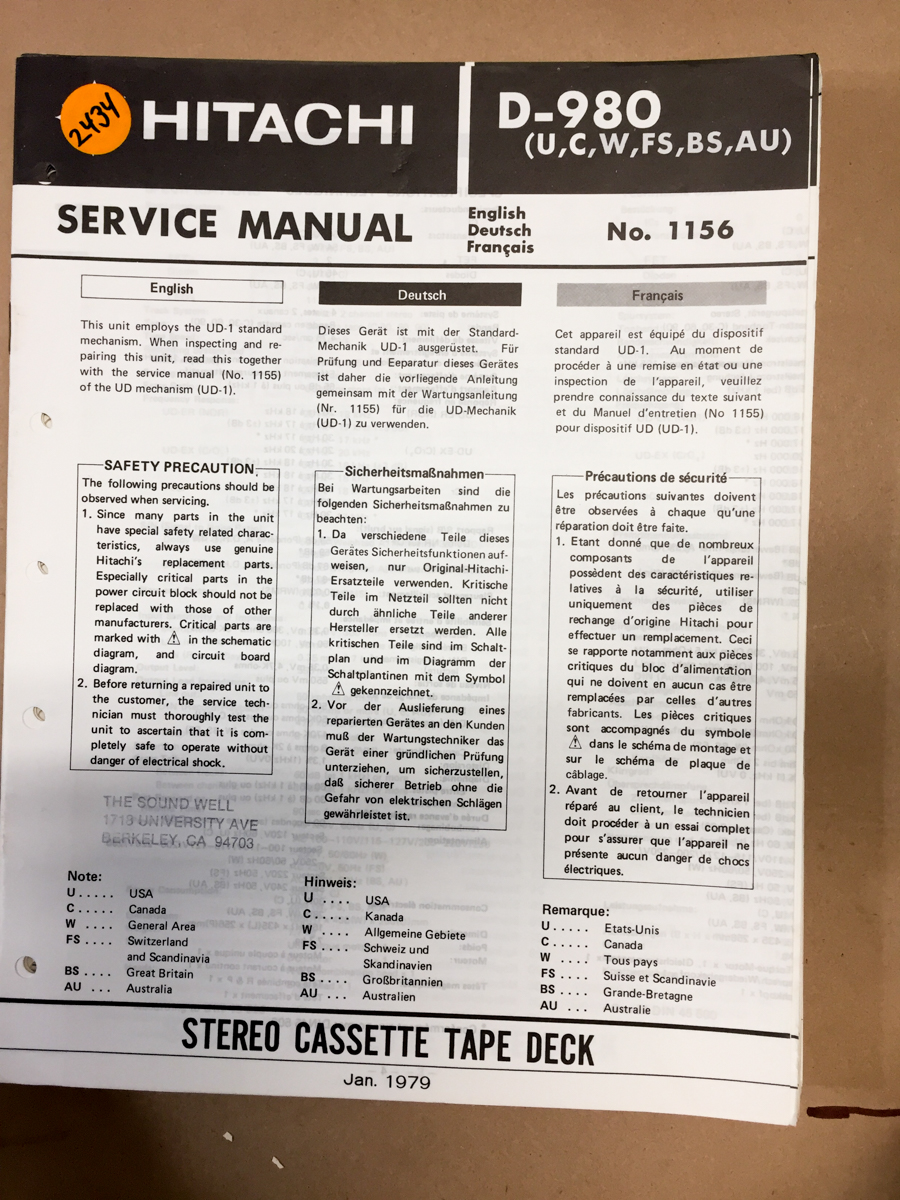 2434
HITACHI
D-980
(U,C,W,FS,BS,AU)
SERVICE MANUAL
English
Deutsch
Français
No. 1156
English
This unit employs the UD-1 standard
mechanism. When inspecting and re-
pairing this unit, read this together
with the service manual (No. 1155)
of the UD mechanism (UD-1).
SAFETY PRECAUTION
The following precautions should be
observed when servicing.
1. Since many parts in the unit
have special safety related charac-
teristics, always use genuine
Hitachi's replacement parts.
Especially critical parts in the
power circuit block should not be
replaced with those of other
manufacturers. Critical parts are
marked with ⚠ in the schematic
diagram, and circuit board
diagram.
2. Before returning a repaired unit to
the customer, the service tech-
nician must thoroughly test the
unit to ascertain that it is com-
pletely safe to operate without
danger of electrical shock.
THE SOUND WELL
1718 UNIVERSITY AVE
BERKELEY, CA 94703
Note:
U . . . . . USA
C . . . . . Canada
W . . . . General Area
FS . . . . Switzerland
and Scandinavia
BS . . . . Great Britain
AU . . . Australia
Deutsch
Dieses Gerät ist mit der Standard-
Mechanik UD-1 ausgerüstet. Für
Prüfung und Eeparatur dieses Gerätes
ist daher die vorliegende Anleitung
gemeinsam mit der Wartungsanleitung
(Nr. 1155) für die UD-Mechanik
(UD-1) zu verwenden.
Sicherheitsmaßnahmen
Bei Wartungsarbeiten sind die
folgenden Sicherheitsmaßnahmen zu
beachten:
1. Da verschiedene Teile dieses
Gerätes Sicherheitsfunktionen auf-
weisen, nur Original-Hitachi-
Ersatzteile verwenden. Kritische
Teile im Netzteil sollten nicht
durch ähnliche Teile anderer
Hersteller ersetzt werden. Alle
kritischen Teile sind im Schalt-
plan und im Diagramm der
Schaltplantinen mit dem Symbol
⚠ gekennzeichnet.
2. Vor der Auslieferung eines
reparierten Gerätes an den Kunden
muß der Wartungstechniker das
Gerät einer gründlichen Prüfung
unterziehen, um sicherzustellen,
daß sicherer Betrieb ohne die
Gefahr von elektrischen Schlägen
gewährleistet ist.
Hinweis:
U . . . . USA
C . . . . . Kanada
W . . . . Allgemeine Gebiete
FS . . . . Schweiz und
Skandinavien
BS . . . . Großbritannien
AU . . . Australien
Français
Cet appareil est équipé du dispositif
standard UD-1. Au moment de
procéder à une remise en état ou une
inspection de l'appareil, veuillez
prendre connaissance du texte suivant
et du Manuel d'entretien (No 1155)
pour dispositif UD (UD-1).
Précautions de sécurité
Les précautions suivantes doivent
être observées à chaque qu'une
réparation doit être faite.
1. Etant donné que de nombreux
composants de l'appareil
possèdent des caractéristiques re-
latives à la sécurité, utiliser
uniquement des pièces de
rechange d'origine Hitachi pour
effectuer un remplacement. Ceci
se rapporte notamment aux pièces
critiques du bloc d'alimentation
qui ne doivent en aucun cas être
remplacées par celles d'autres
fabricants. Les pièces critiques
sont accompagnés du symbole
⚠ dans le schéma de montage et
sur le schéma de plaque de
câblage.
2. Avant de retourner l'appareil
réparé au client, le technicien
doit procéder à un essai complet
pour s'assurer que l'appareil ne
présente aucun danger de chocs
électriques.
Remarque:
U . . . . . Etats-Unis
C . . . . . Canada
W . . . . Tous pays
FS . . . . Suisse et Scandinavie
BS . . . . Grande-Bretagne
AU . . . Australie
STEREO CASSETTE TAPE DECK
Jan. 1979